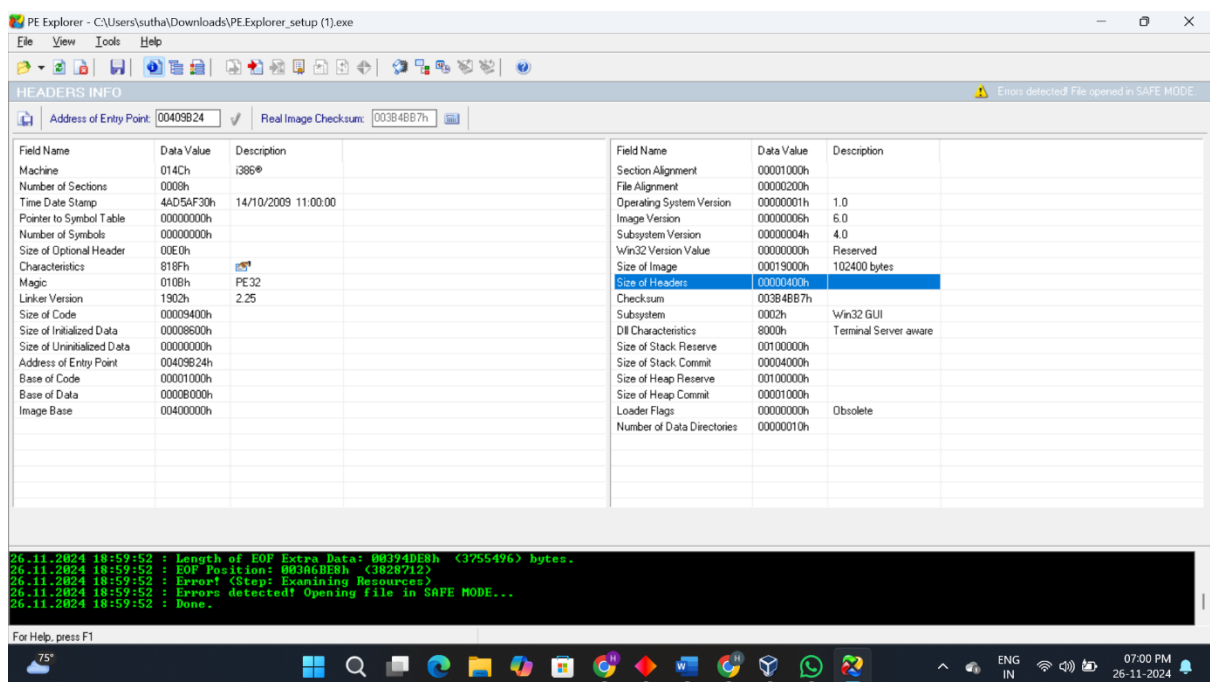 PE Explorer - C:\Users\sutha\Downloads\PE.Explorer_setup (1).exe
File View Tools Help
HEADERS INFO
Errors detected! File opened in SAFE MODE.
Address of Entry Point: 00409B24 Real Image Checksum: 003B4BB7h
Field Name Data Value Description
Machine 014Ch i386®
Number of Sections 0008h
Time Date Stamp 4AD5AF30h 14/10/2009 11:00:00
Pointer to Symbol Table 00000000h
Number of Symbols 00000000h
Size of Optional Header 00E0h
Characteristics 818Fh
Magic 010Bh PE32
Linker Version 1902h 2.25
Size of Code 00009400h
Size of Initialized Data 00008600h
Size of Uninitialized Data 00000000h
Address of Entry Point 00409B24h
Base of Code 00001000h
Base of Data 0000B000h
Image Base 00400000h
Field Name Data Value Description
Section Alignment 00001000h
File Alignment 00000200h
Operating System Version 00000001h 1.0
Image Version 00000006h 6.0
Subsystem Version 00000004h 4.0
Win32 Version Value 00000000h Reserved
Size of Image 00019000h 102400 bytes
Size of Headers 00000400h
Checksum 003B4BB7h
Subsystem 0002h Win32 GUI
Dll Characteristics 8000h Terminal Server aware
Size of Stack Reserve 00100000h
Size of Stack Commit 00004000h
Size of Heap Reserve 00100000h
Size of Heap Commit 00001000h
Loader Flags 00000000h Obsolete
Number of Data Directories 00000010h
26.11.2024 18:59:52 : Length of EOF Extra Data: 00394DE8h (3755496) bytes.
26.11.2024 18:59:52 : EOF Position: 003A6BE8h (3828712)
26.11.2024 18:59:52 : Error! (Step: Examining Resources)
26.11.2024 18:59:52 : Errors detected! Opening file in SAFE MODE...
26.11.2024 18:59:52 : Done.
For Help, press F1
75°
ENG
IN
07:00 PM
26-11-2024